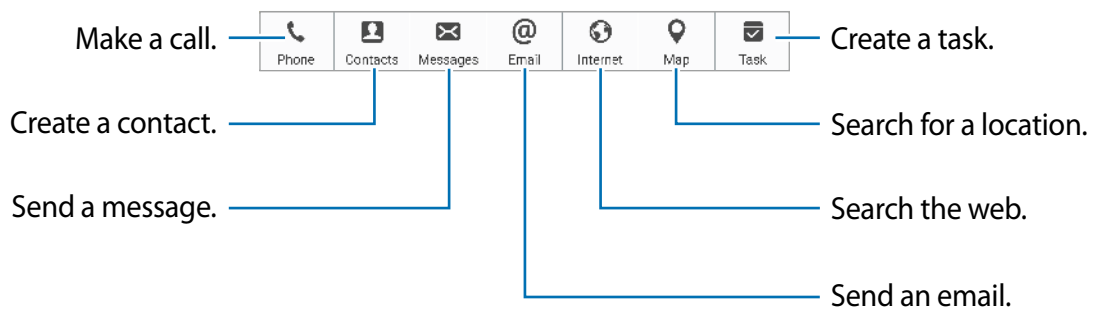 Make a call.
Phone
Contacts
Messages
@
Email
Internet
Map
Task
Create a task.
Create a contact.
Search for a location.
Send a message.
Search the web.
Send an email.